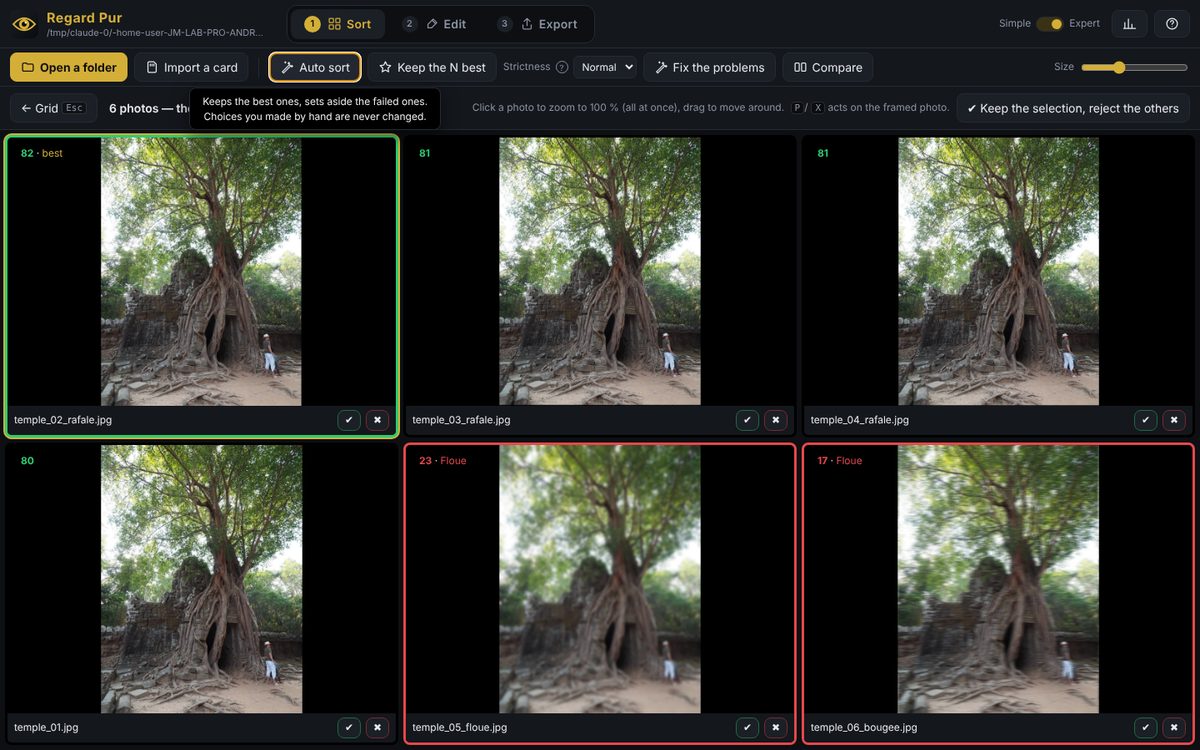 Regard Pur
/tmp/claude-0/-home-user-JM-LAB-PRO-ANDR...
1 Sort
2 Edit
3 Export
Simple
Expert
Open a folder
Import a card
Auto sort
Keep the N best
Strictness ?
Normal
Fix the problems
Compare
Size
← Grid Esc
6 photos — the
Keeps the best ones, sets aside the failed ones.
Choices you made by hand are never changed.
Click a photo to zoom to 100 % (all at once), drag to move around. P / X acts on the framed photo.
✔ Keep the selection, reject the others
82 · best
81
81
temple_02_rafale.jpg
temple_03_rafale.jpg
temple_04_rafale.jpg
80
23 · Floue
17 · Floue
temple_01.jpg
temple_05_floue.jpg
temple_06_bougee.jpg